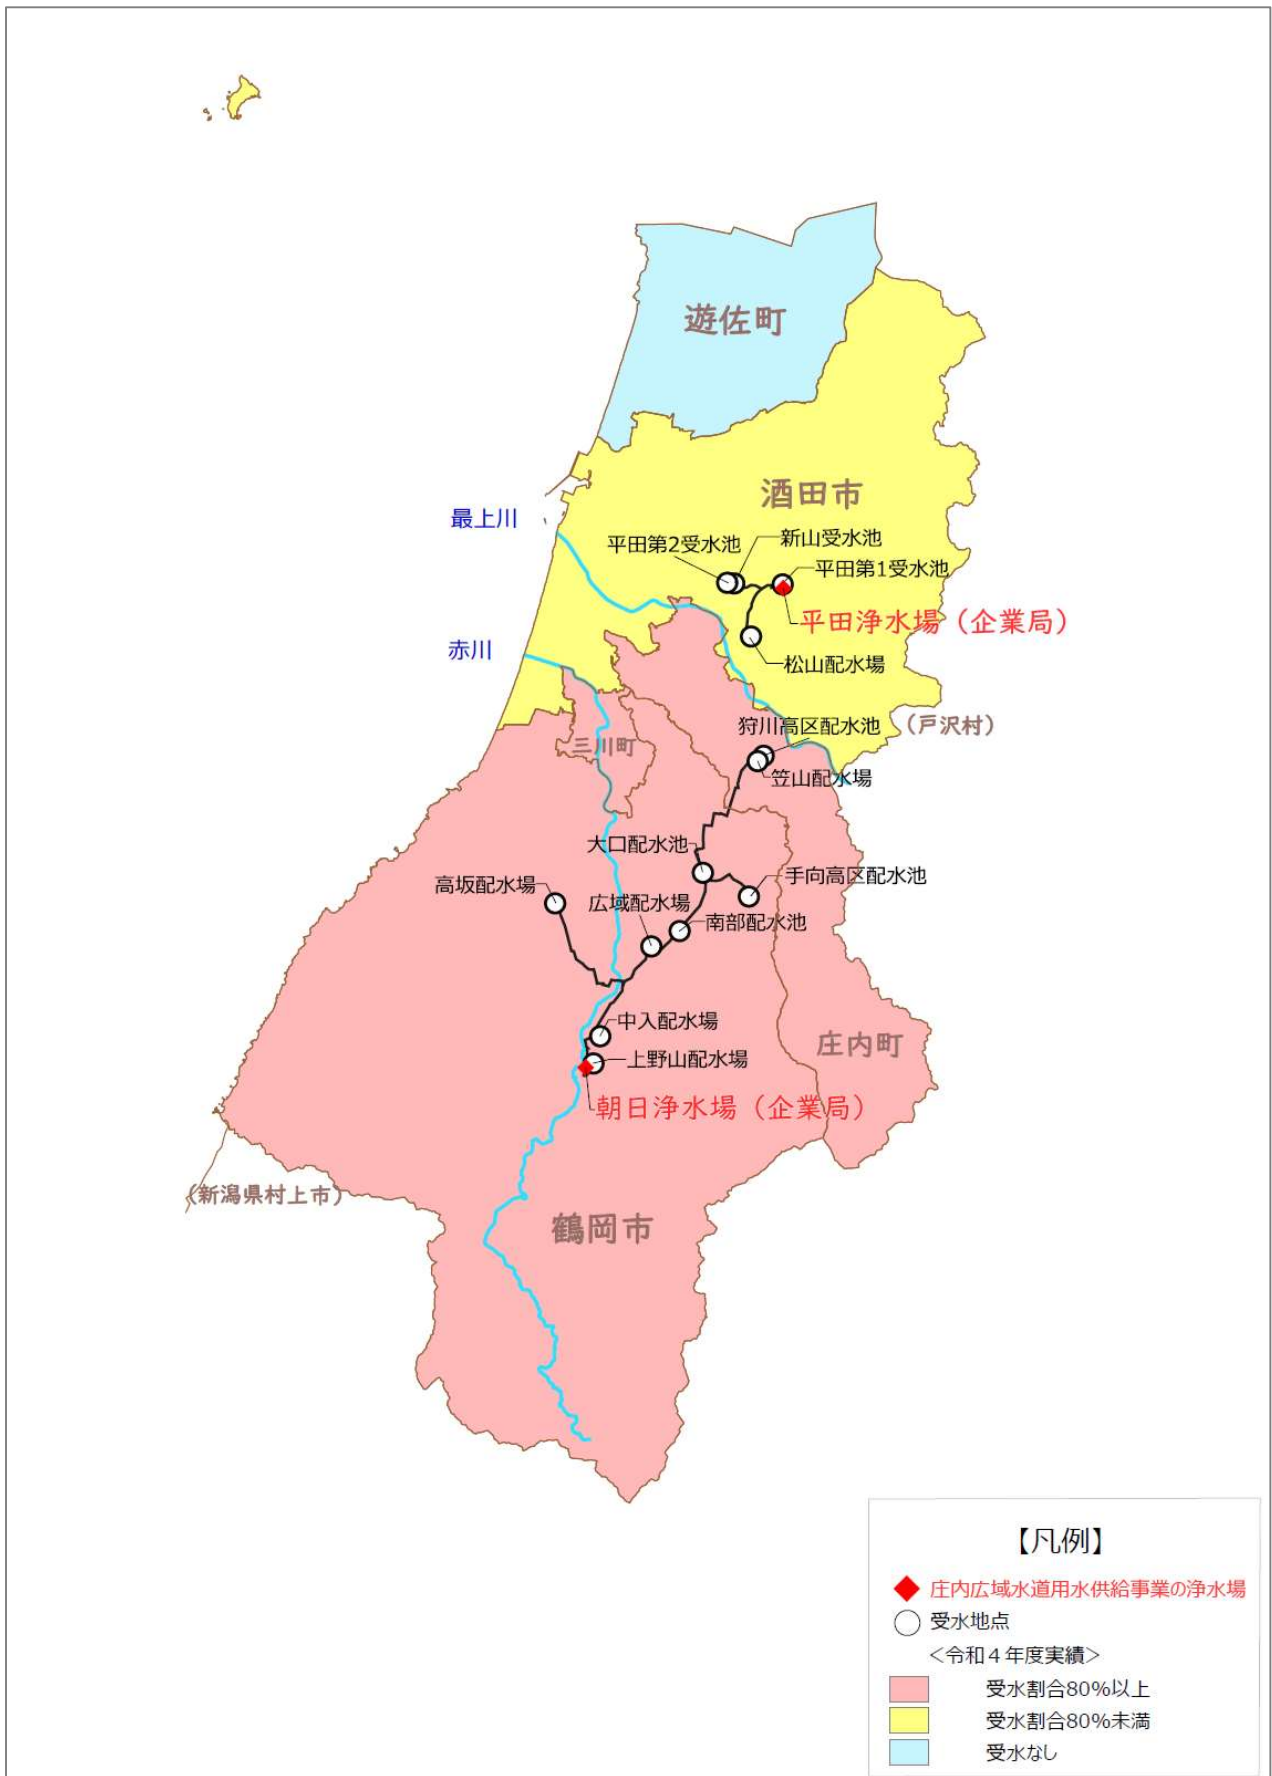 遊佐町
酒田市
最上川
平田第2受水池
新山受水池
平田第1受水池
平田浄水場（企業局）
赤川
松山配水場
狩川高区配水池
（戸沢村）
三川町
笠山配水場
大口配水池
手向高区配水池
高坂配水場
広域配水場
南部配水池
中入配水場
庄内町
上野山配水場
朝日浄水場（企業局）
（新潟県村上市）
鶴岡市
【凡例】
庄内広域水道用水供給事業の浄水場
受水地点
＜令和４年度実績＞
受水割合80%以上
受水割合80%未満
受水なし